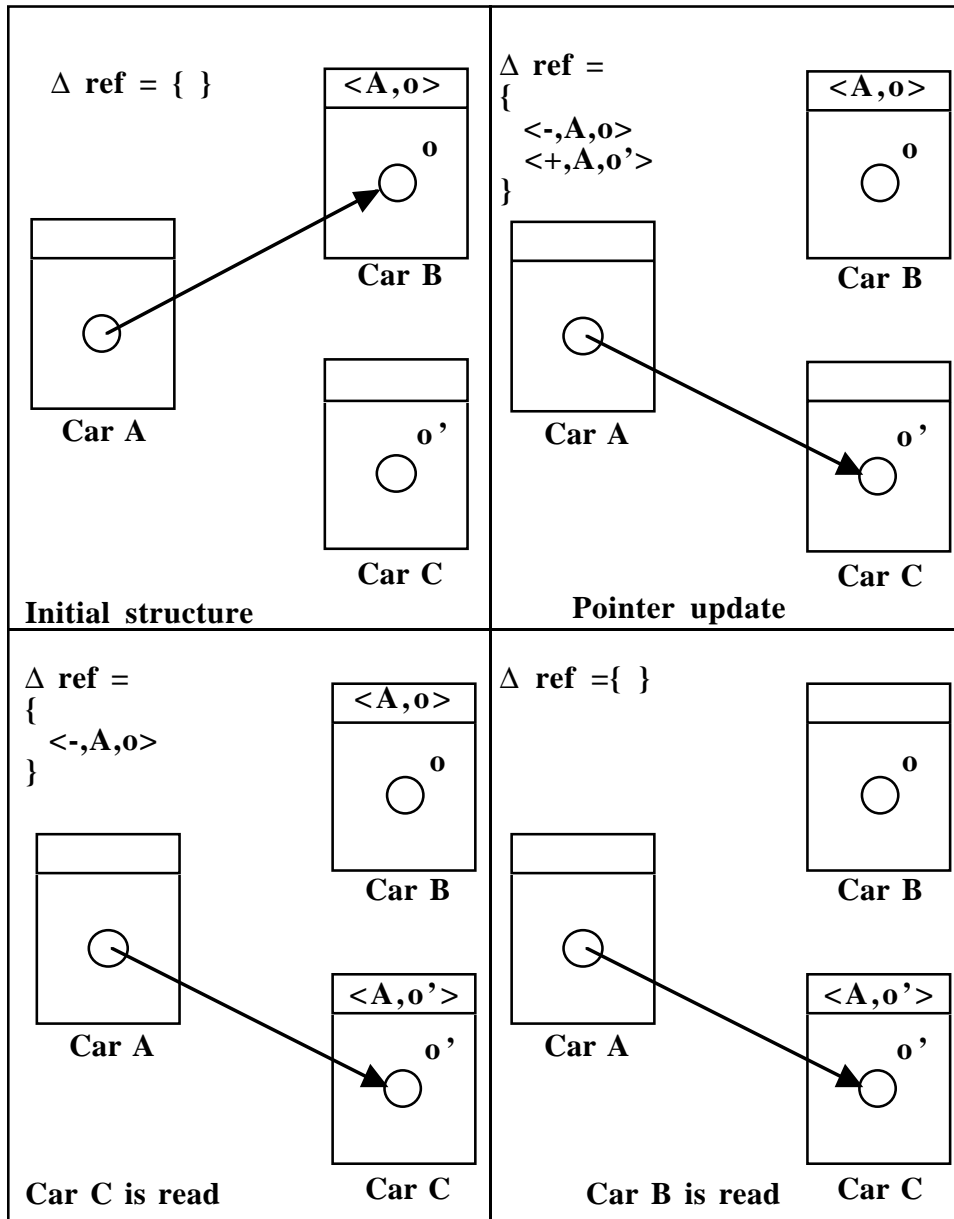 Δ ref = { }
<A,o>
o
Car B
Car A
o’
Car C
Initial structure
Δ ref =
{
<-,A,o>
<+,A,o’>
}
<A,o>
o
Car B
Car A
o’
Car C
Pointer update
Δ ref =
{
<-,A,o>
}
<A,o>
o
Car B
Car A
<A,o’>
o’
Car C
Car C is read
Δ ref ={ }
o
Car B
Car A
<A,o’>
o’
Car C
Car B is read